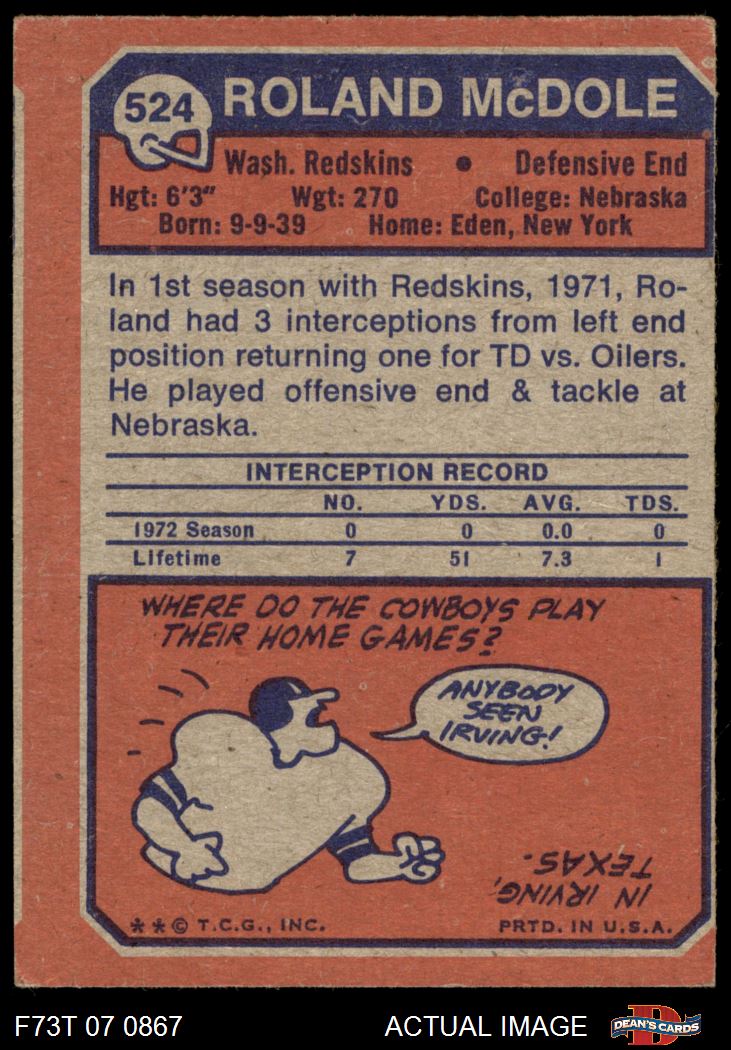 524 ROLAND McDOLE
Wash. Redskins • Defensive End
Hgt: 6'3" Wgt: 270 College: Nebraska
Born: 9-9-39 Home: Eden, New York
In 1st season with Redskins, 1971, Ro-
land had 3 interceptions from left end
position returning one for TD vs. Oilers.
He played offensive end & tackle at
Nebraska.
INTERCEPTION RECORD
NO. YDS. AVG. TDS.
1972 Season 0 0 0.0 0
Lifetime 7 51 7.3 1
WHERE DO THE COWBOYS PLAY
THEIR HOME GAMES?
ANYBODY
SEEN
IRVING!
IN IRVING,
TEXAS.
* * © T.C.G., INC. PRTD. IN U.S.A.
F73T 07 0867 ACTUAL IMAGE D DEAN'S CARDS